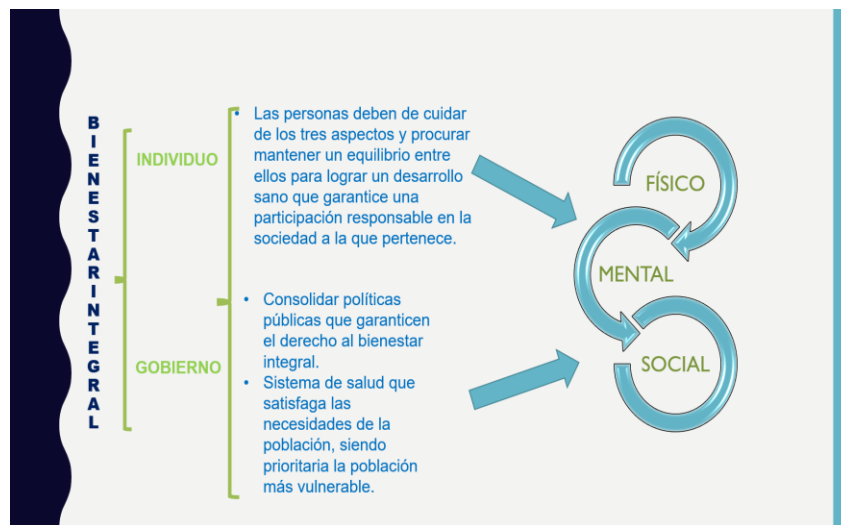 BIENESTAR INTEGRAL
INDIVIDUO
• Las personas deben de cuidar
de los tres aspectos y procurar
mantener un equilibrio entre
ellos para lograr un desarrollo
sano que garantice una
participación responsable en la
sociedad a la que pertenece.
GOBIERNO
• Consolidar políticas
públicas que garanticen
el derecho al bienestar
integral.
• Sistema de salud que
satisfaga las
necesidades de la
población, siendo
prioritaria la población
más vulnerable.
FÍSICO
MENTAL
SOCIAL